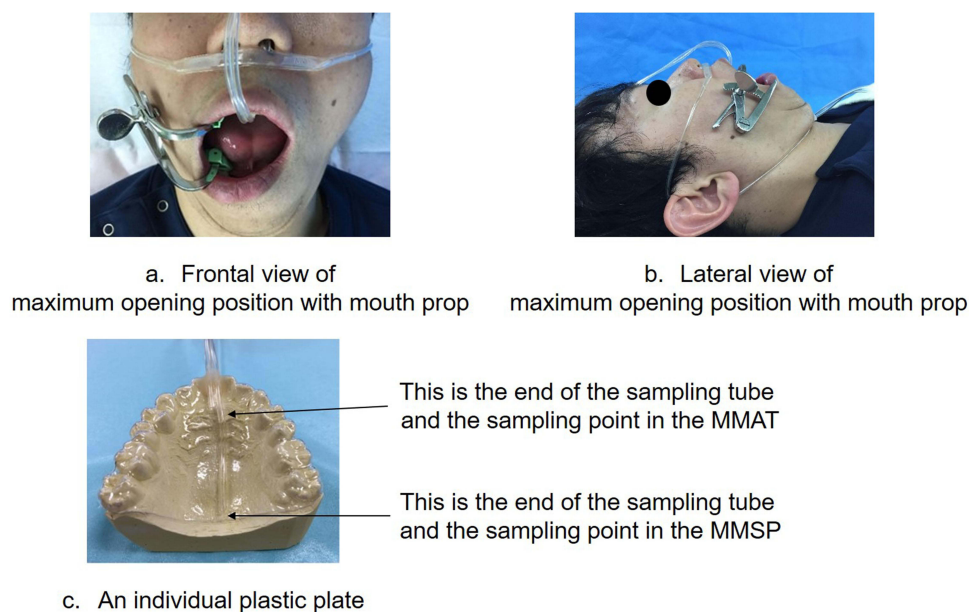 a. Frontal view of
maximum opening position with mouth prop
b. Lateral view of
maximum opening position with mouth prop
This is the end of the sampling tube
and the sampling point in the MMAT
This is the end of the sampling tube
and the sampling point in the MMSP
c. An individual plastic plate